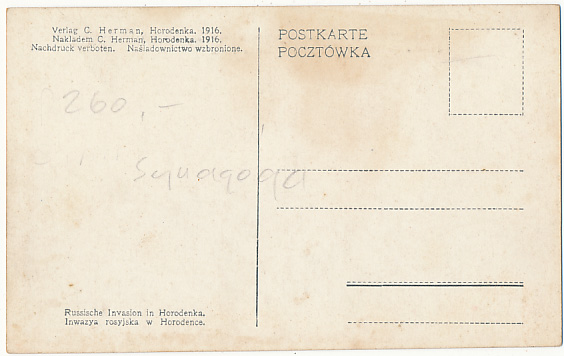 Verlag C. Herman, Horodenka. 1916.
Nakładem C. Herman, Horodenka. 1916.
Nachdruck verboten. Naśladownictwo wzbronione.
POSTKARTE
POCZTÓWKA
260,-
Synagoga
Russische Invasion in Horodenka.
Inwazya rosyjska w Horodence.